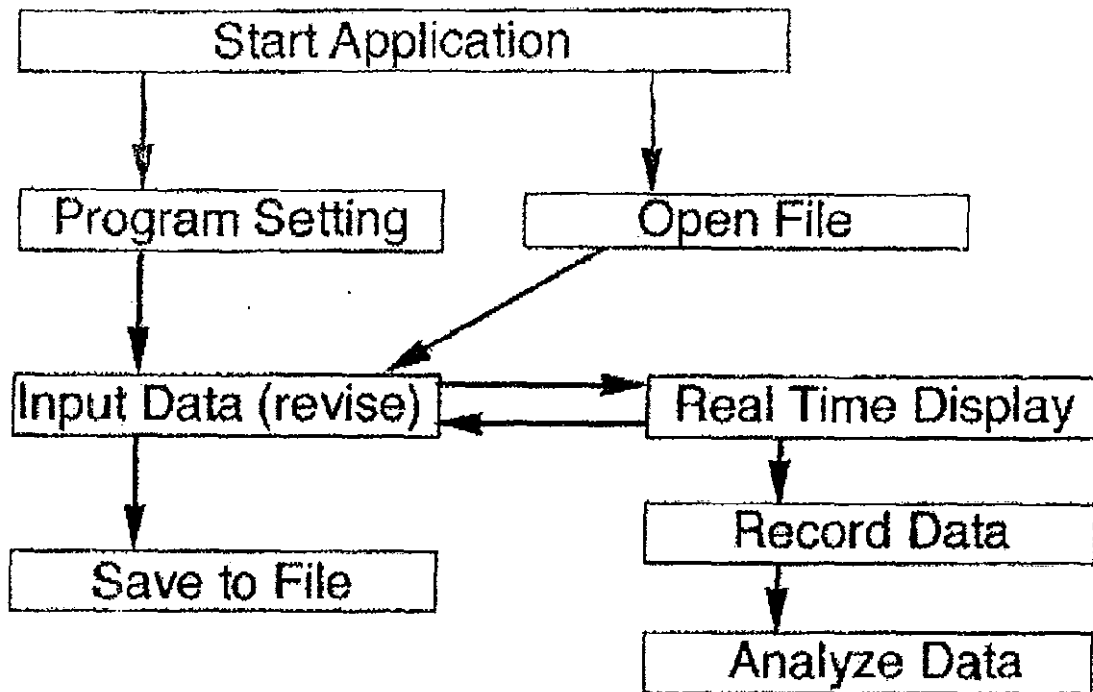 Start Application
Program Setting
Open File
Input Data (revise)
Real Time Display
Record Data
Save to File
Analyze Data